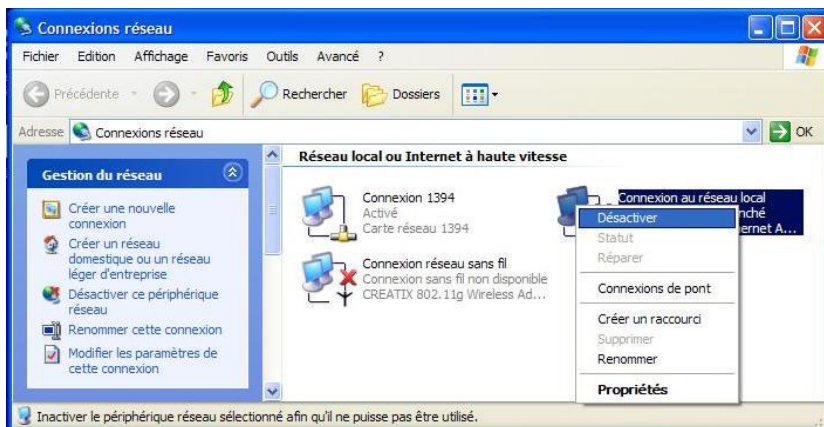 Connexions réseau
Fichier Edition Affichage Favoris Outils Avancé ?
Précédente Rechercher Dossiers
Adresse Connexions réseau OK
Gestion du réseau
Créer une nouvelle
connexion
Créer un réseau
domestique ou un réseau
léger d'entreprise
Désactiver ce périphérique
réseau
Renommer cette connexion
Modifier les paramètres de
cette connexion
Réseau local ou Internet à haute vitesse
Connexion 1394
Activé
Carte réseau 1394
Connexion au réseau local
nché
ernet A...
Connexion réseau sans fil
Connexion sans fil non disponible
CREATIX 802.11g Wireless Ad...
Désactiver
Statut
Réparer
Connexions de pont
Créer un raccourci
Supprimer
Renommer
Propriétés
Inactiver le périphérique réseau sélectionné afin qu'il ne puisse pas être utilisé.